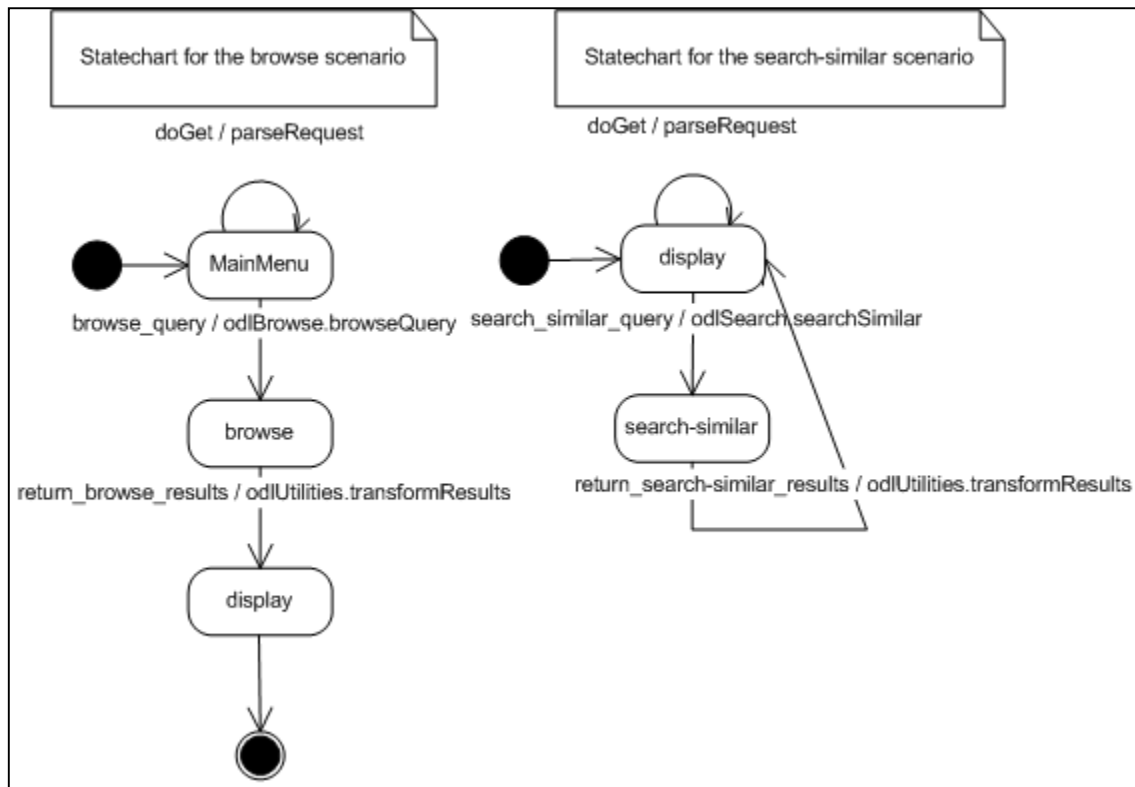 Statechart for the browse scenario
doGet / parseRequest
MainMenu
browse_query / odlBrowse.browseQuery
browse
return_browse_results / odlUtilities.transformResults
display
Statechart for the search-similar scenario
doGet / parseRequest
display
search_similar_query / odlSearch.searchSimilar
search-similar
return_search-similar_results / odlUtilities.transformResults